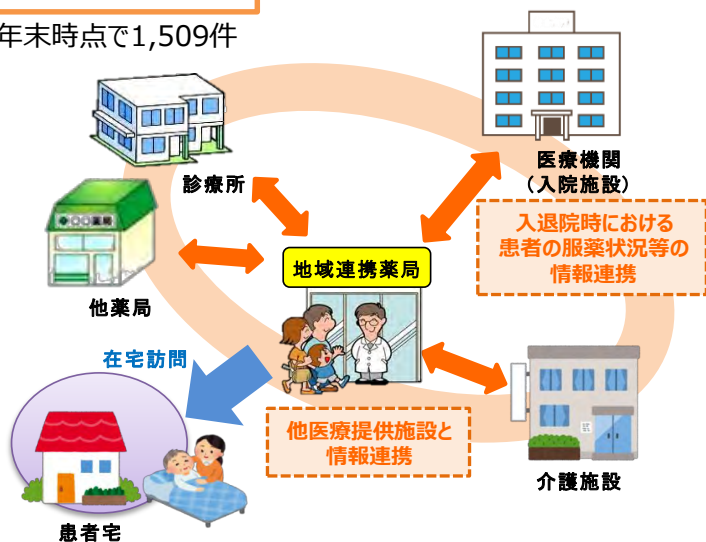 年末時点で1,509件
診療所
医療機関
（入院施設）
入退院時における
患者の服薬状況等の
情報連携
○○薬局
他薬局
地域連携薬局
在宅訪問
他医療提供施設と
情報連携
介護施設
患者宅